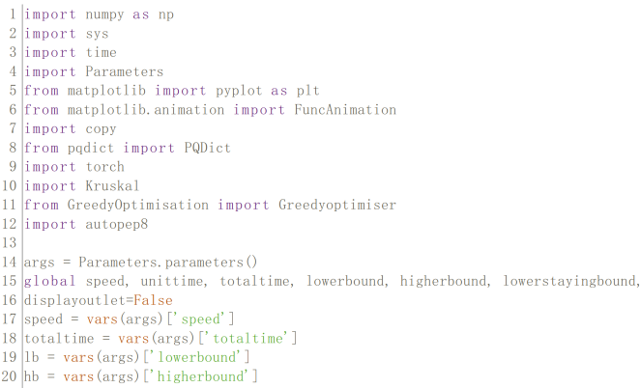 1 import numpy as np
2 import sys
3 import time
4 import Parameters
5 from matplotlib import pyplot as plt
6 from matplotlib.animation import FuncAnimation
7 import copy
8 from pqdict import PQDict
9 import torch
10 import Kruskal
11 from GreedyOptimisation import Greedyoptimiser
12 import autopep8
13
14 args = Parameters.parameters()
15 global speed, unittime, totaltime, lowerbound, higherbound, lowerstayingbound,
16 displayoutlet=False
17 speed = vars(args)['speed']
18 totaltime = vars(args)['totaltime']
19 lb = vars(args)['lowerbound']
20 hb = vars(args)['higherbound']